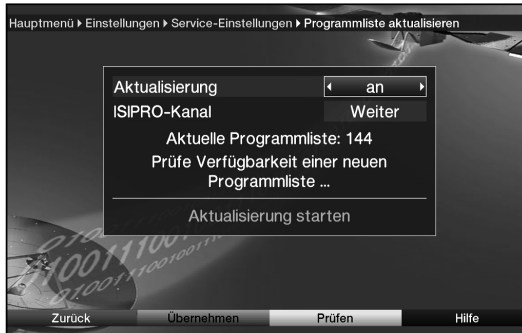 Hauptmenü ▸ Einstellungen ▸ Service-Einstellungen ▸ Programmliste aktualisieren
Aktualisierung an
ISIPRO-Kanal Weiter
Aktuelle Programmliste: 144
Prüfe Verfügbarkeit einer neuen
Programmliste ...
Aktualisierung starten
Zurück Übernehmen Prüfen Hilfe